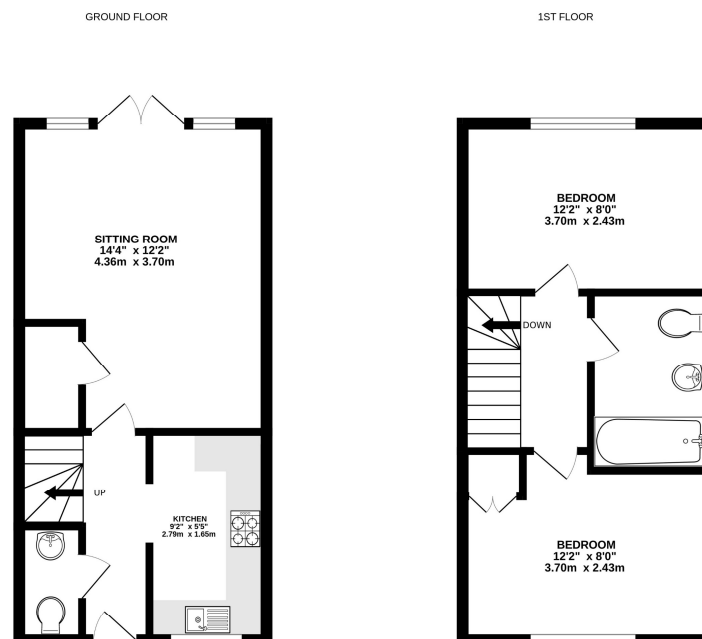 GROUND FLOOR
SITTING ROOM
14'4" x 12'2"
4.36m x 3.70m
UP
KITCHEN
9'2" x 5'5"
2.79m x 1.65m
1ST FLOOR
BEDROOM
12'2" x 8'0"
3.70m x 2.43m
DOWN
BEDROOM
12'2" x 8'0"
3.70m x 2.43m